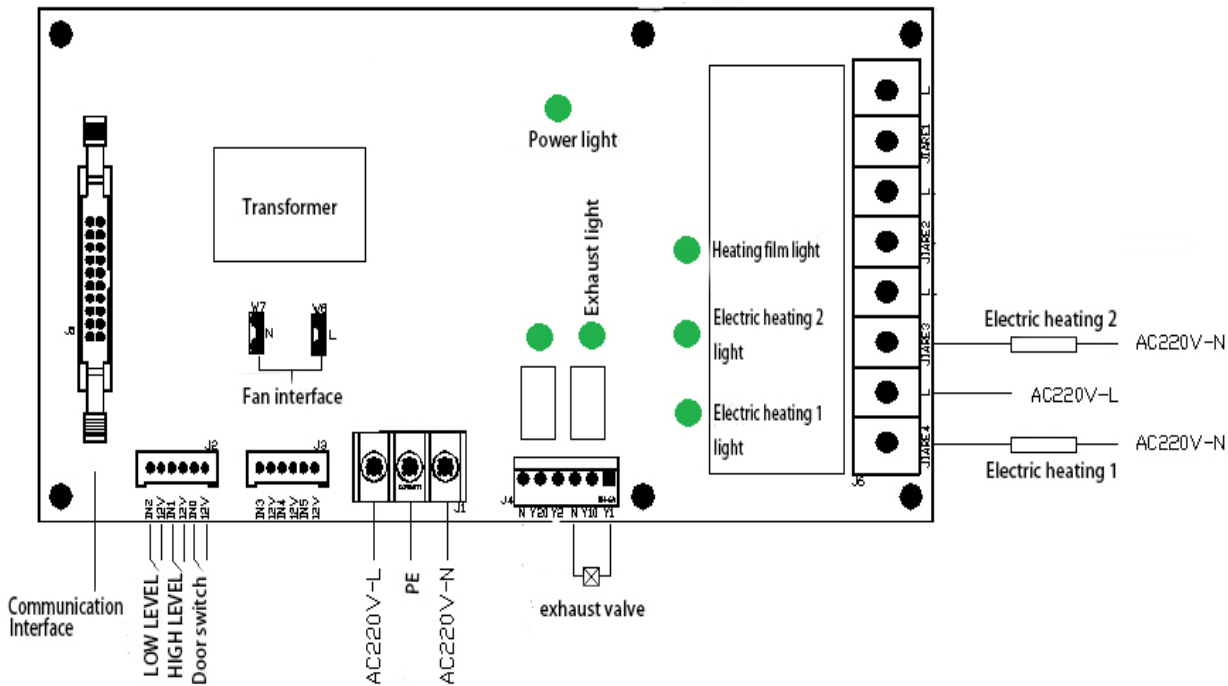 Power light
Transformer
Exhaust light
Heating film light
Electric heating 2
light
Electric heating 1
light
L
JIARE1
L
JIARE2
L
JIARE3
L
JIARE4
J6
Electric heating 2
AC220V-N
AC220V-L
AC220V-N
Electric heating 1
W7
N
W8
L
Fan interface
J2
IN2
12V
IN1
12V
IN0
12V
J3
IN3
12V
IN4
12V
IN5
12V
J1
J4
N Y20 Y2 N Y10 Y1
Communication
Interface
LOW LEVEL
HIGH LEVEL
Door switch
AC220V-L
PE
AC220V-N
exhaust valve